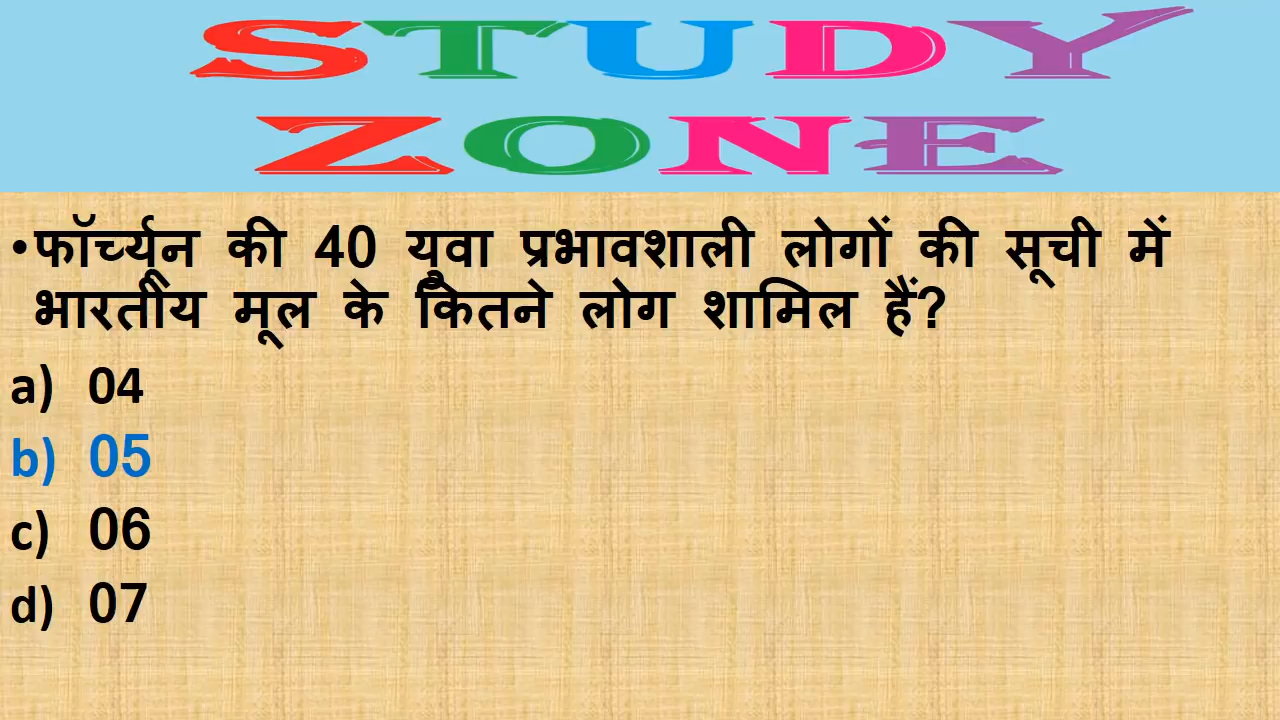 STUDY
ZONE
•फॉर्च्यून की 40 युवा प्रभावशाली लोगों की सूची में
भारतीय मूल के कितने लोग शामिल हैं?
a) 04
b) 05
c) 06
d) 07